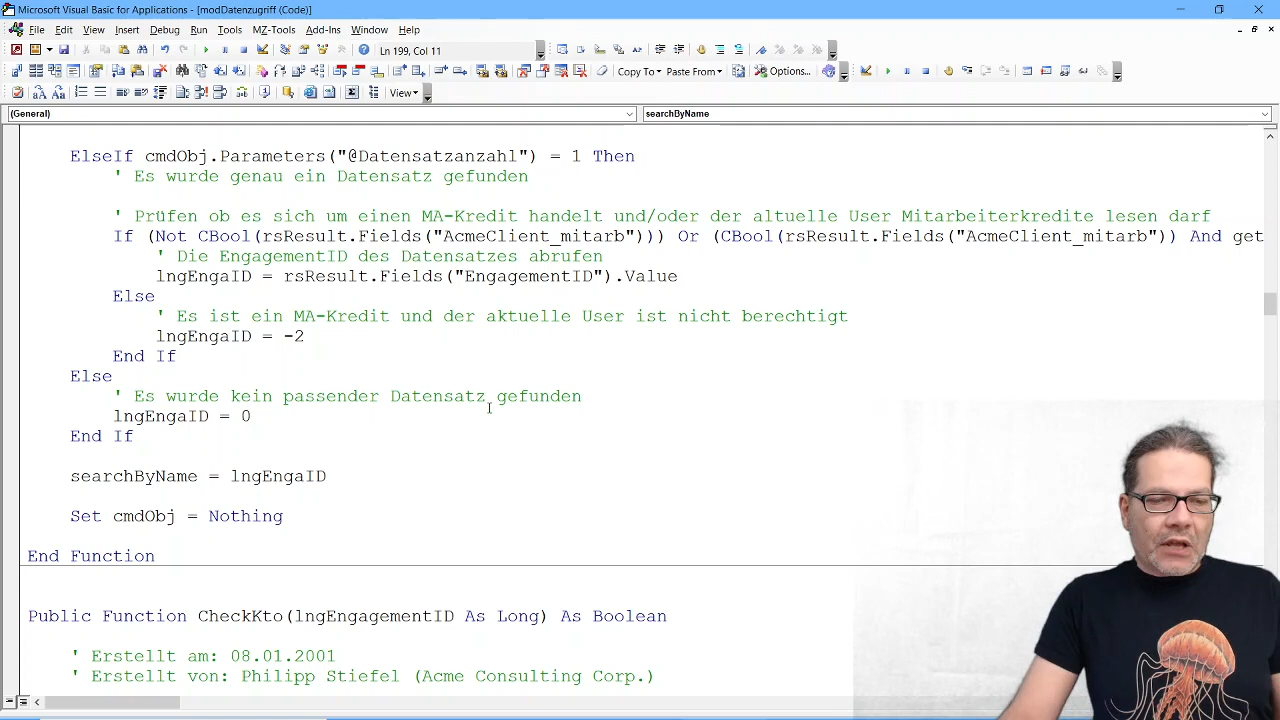 Microsoft Visual Basic for Applications - [modDatenzugriff (Code)]
File Edit View Insert Format Debug Run Tools MZ-Tools Add-Ins Window Help Ln 199, Col 11
Copy To Paste From Options...
View
(General) searchByName
ElseIf cmdObj.Parameters("@Datensatzanzahl") = 1 Then
' Es wurde genau ein Datensatz gefunden
' Prüfen ob es sich um einen MA-Kredit handelt und/oder der altuelle User Mitarbeiterkredite lesen darf
If (Not CBool(rsResult.Fields("AcmeClient_mitarb"))) Or (CBool(rsResult.Fields("AcmeClient_mitarb")) And get
' Die EngagementID des Datensatzes abrufen
lngEngaID = rsResult.Fields("EngagementID").Value
Else
' Es ist ein MA-Kredit und der aktuelle User ist nicht berechtigt
lngEngaID = -2
End If
Else
' Es wurde kein passender Datensatz gefunden
lngEngaID = 0
End If
searchByName = lngEngaID
Set cmdObj = Nothing
End Function
Public Function CheckKto(lngEngagementID As Long) As Boolean
' Erstellt am: 08.01.2001
' Erstellt von: Philipp Stiefel (Acme Consulting Corp.)